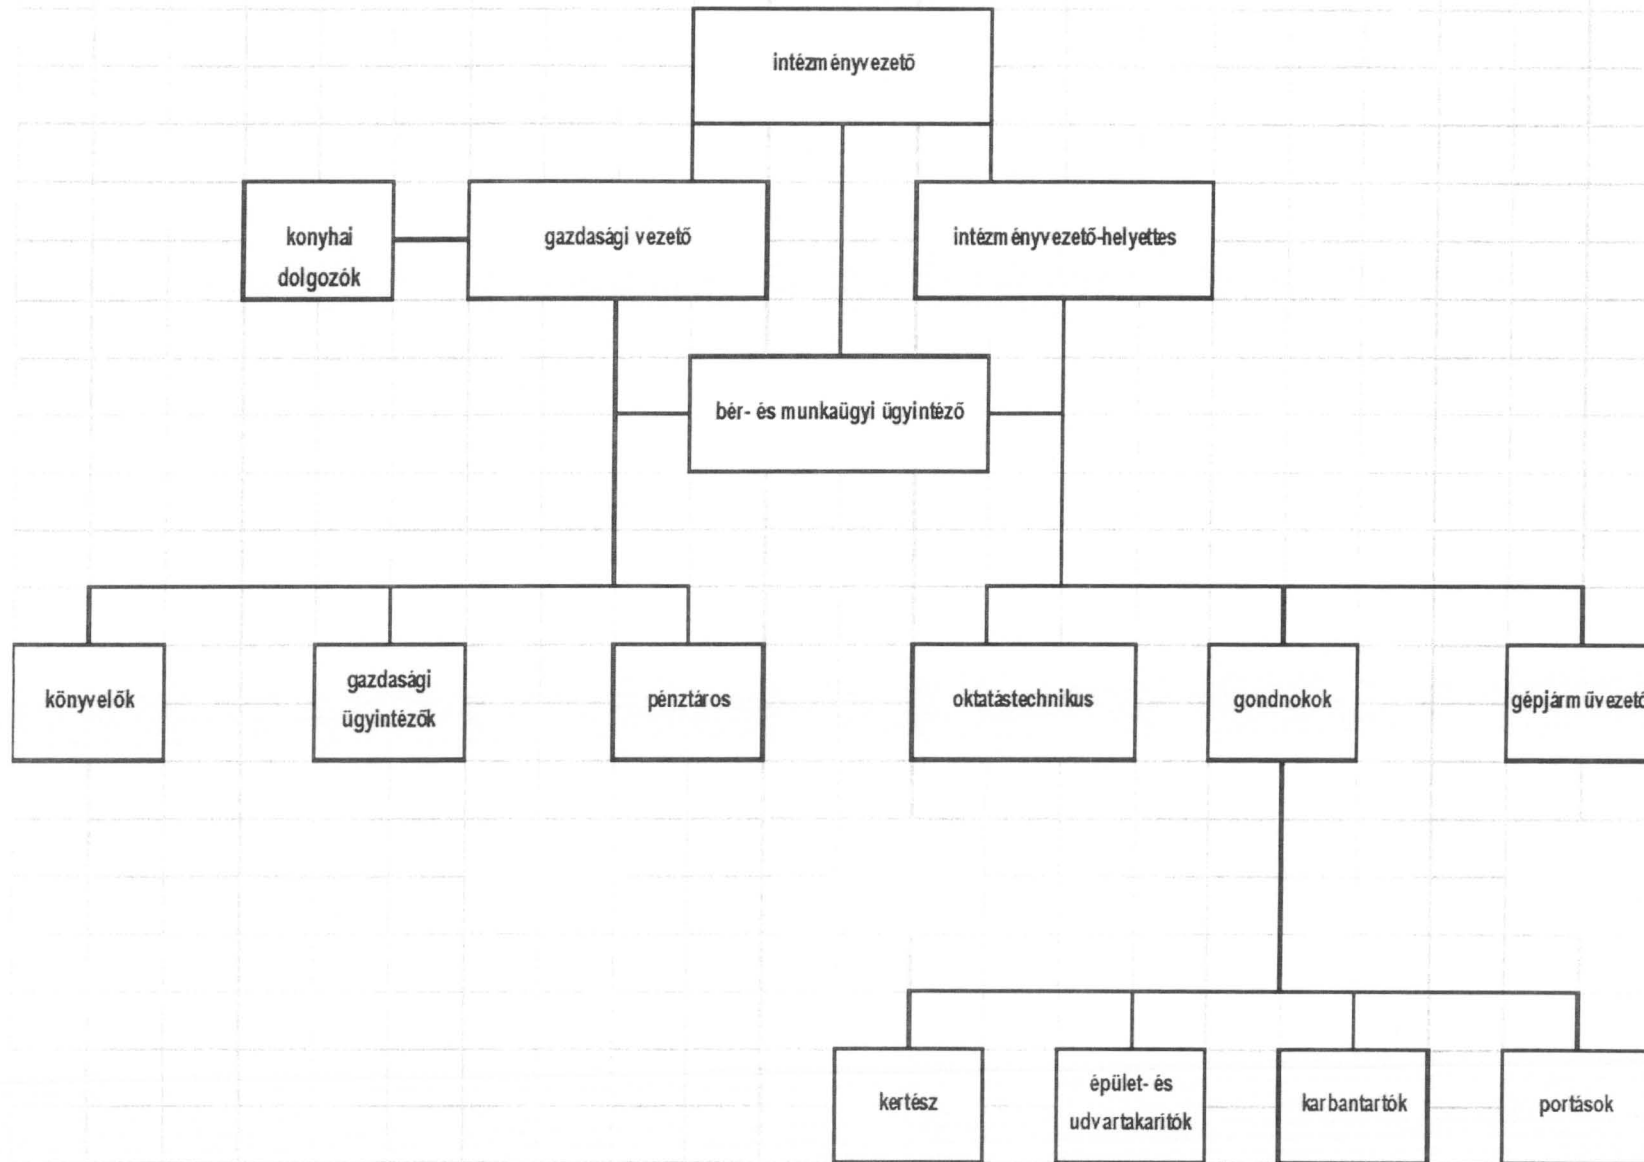 intézményvezető
konyhai
dolgozók
gazdasági vezető
intézményvezető-helyettes
bér- és munkaügyi ügyintéző
könyvelők
gazdasági
ügyintézők
pénztáros
oktatástechnikus
gondnokok
gépjárművezető
kertész
épület- és
udvartakarítók
karbantartók
portások